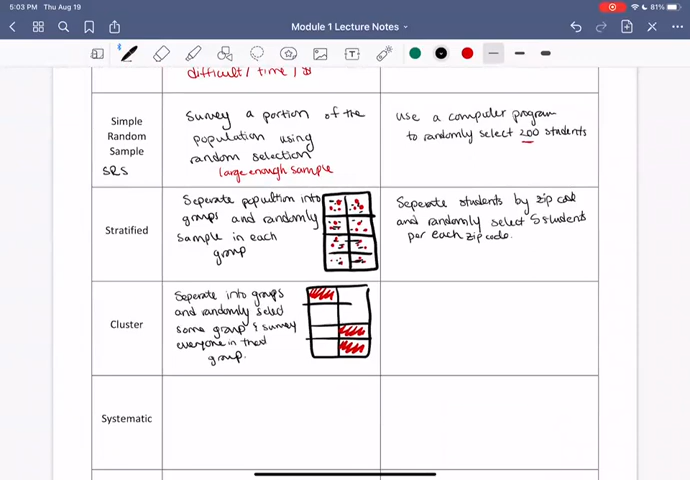 5:03 PM Thu Aug 19
81%
Module 1 Lecture Notes
difficult / time / $
Simple
Random
Sample
SRS
Survey a portion of the
population using
random selection
large enough sample
use a computer program
to randomly select 200 students
Stratified
Seperate population into
groups and randomly
sample in each
group
Seperate students by zip code
and randomly select 5 students
per each zip code.
Cluster
Seperate into groups
and randomly select
some group & survey
everyone in that
group.
Systematic